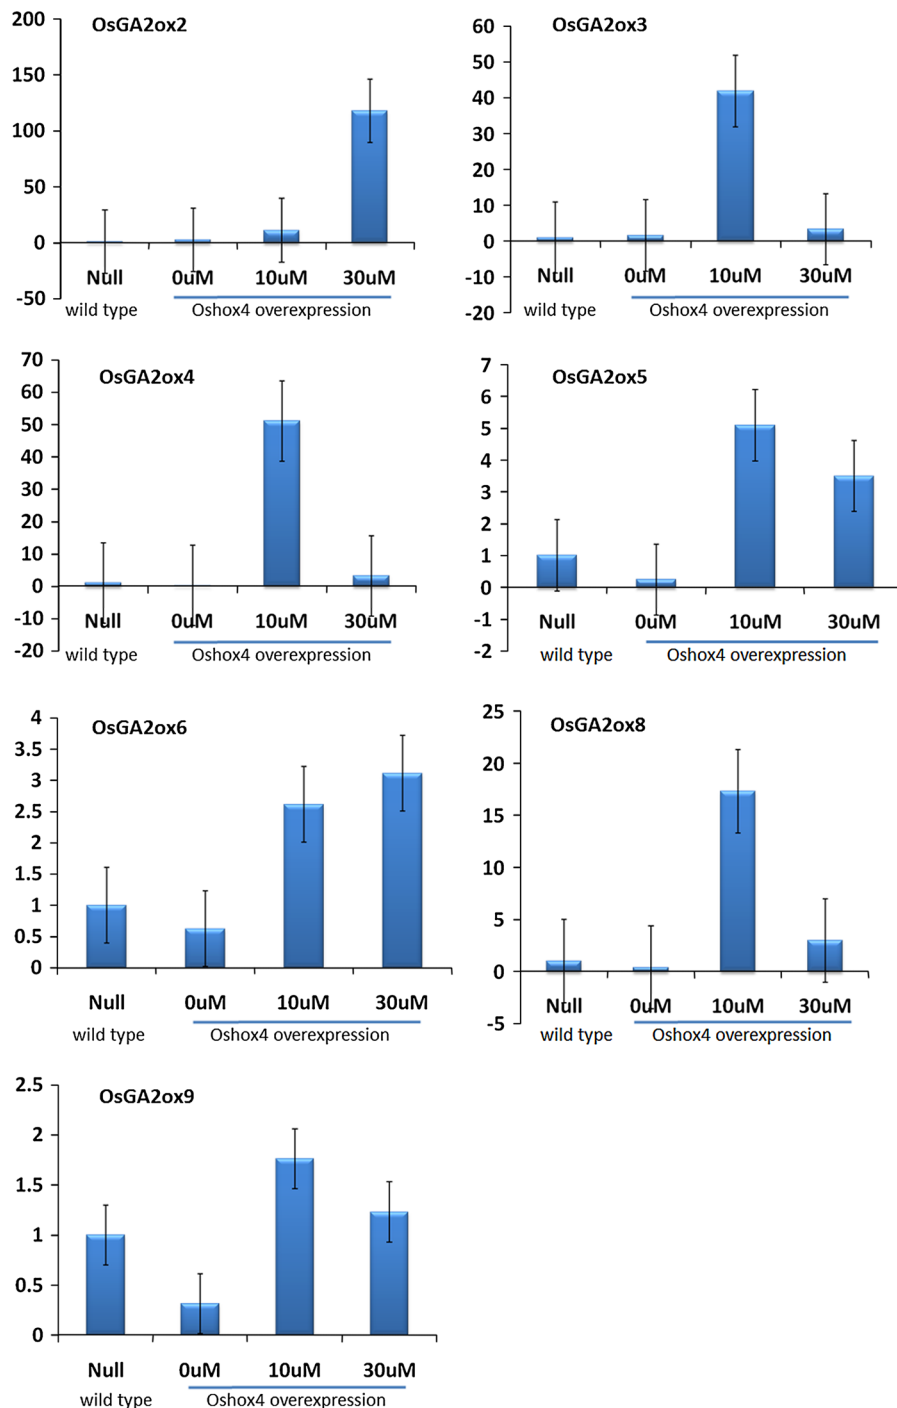 OsGA2ox2
200
150
100
50
0
-50
Null 0uM 10uM 30uM
wild type Oshox4 overexpression
OsGA2ox3
60
50
40
30
20
10
0
-10
-20
Null 0uM 10uM 30uM
wild type Oshox4 overexpression
OsGA2ox4
70
60
50
40
30
20
10
0
-10
-20
Null 0uM 10uM 30uM
wild type Oshox4 overexpression
OsGA2ox5
7
6
5
4
3
2
1
0
-1
-2
Null 0uM 10uM 30uM
wild type Oshox4 overexpression
OsGA2ox6
4
3.5
3
2.5
2
1.5
1
0.5
0
Null 0uM 10uM 30uM
wild type Oshox4 overexpression
OsGA2ox8
25
20
15
10
5
0
-5
Null 0uM 10uM 30uM
wild type Oshox4 overexpression
OsGA2ox9
2.5
2
1.5
1
0.5
0
Null 0uM 10uM 30uM
wild type Oshox4 overexpression